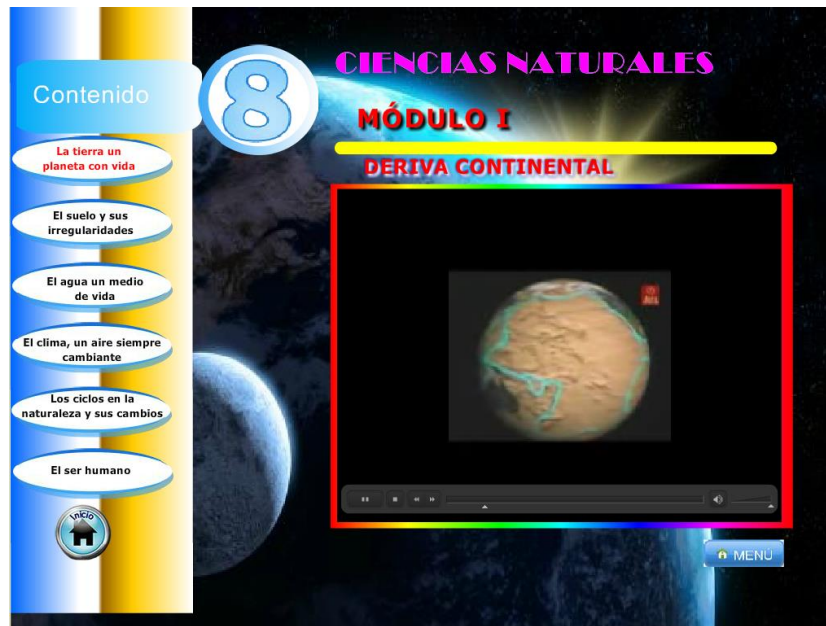 Contenido
8
CIENCIAS NATURALES
MÓDULO I
DERIVA CONTINENTAL
La tierra un
planeta con vida
El suelo y sus
irregularidades
El agua un medio
de vida
El clima, un aire siempre
cambiante
Los ciclos en la
naturaleza y sus cambios
El ser humano
Inicio
MENÚ